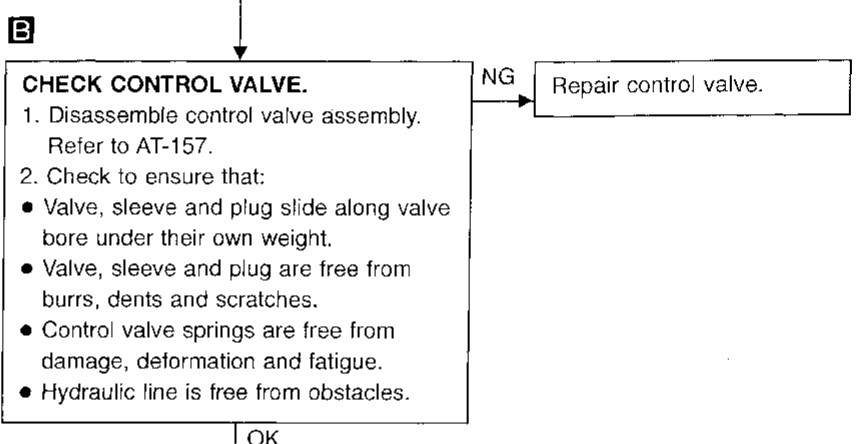 B
CHECK CONTROL VALVE.
1. Disassemble control valve assembly.
Refer to AT-157.
2. Check to ensure that:
● Valve, sleeve and plug slide along valve
bore under their own weight.
● Valve, sleeve and plug are free from
burrs, dents and scratches.
● Control valve springs are free from
damage, deformation and fatigue.
● Hydraulic line is free from obstacles.
NG
Repair control valve.
OK